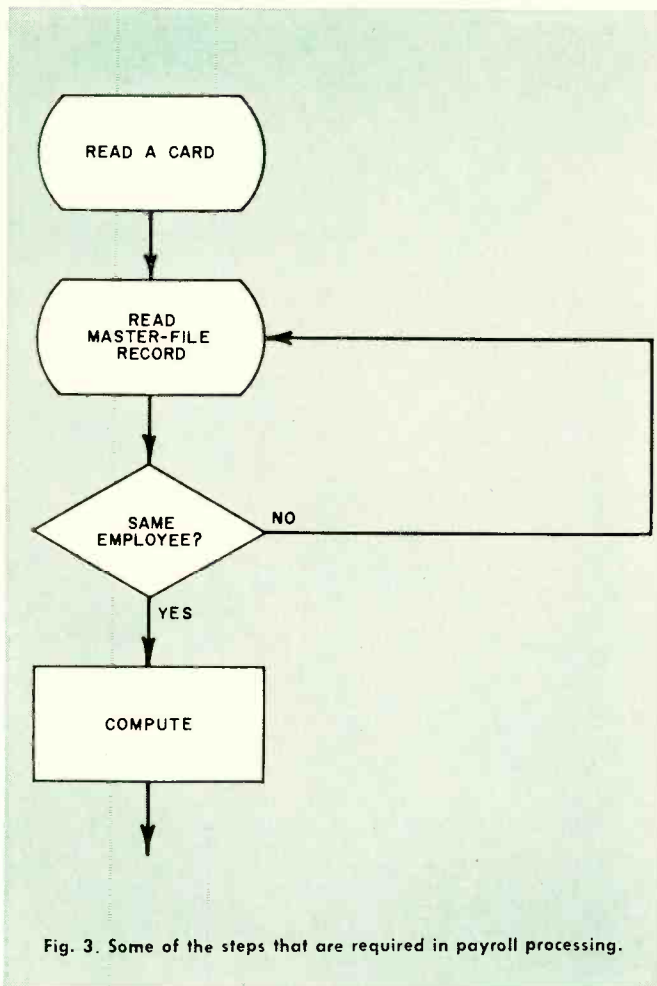 READ A CARD
READ
MASTER-FILE
RECORD
SAME
EMPLOYEE?
NO
YES
COMPUTE
Fig. 3. Some of the steps that are required in payroll processing.